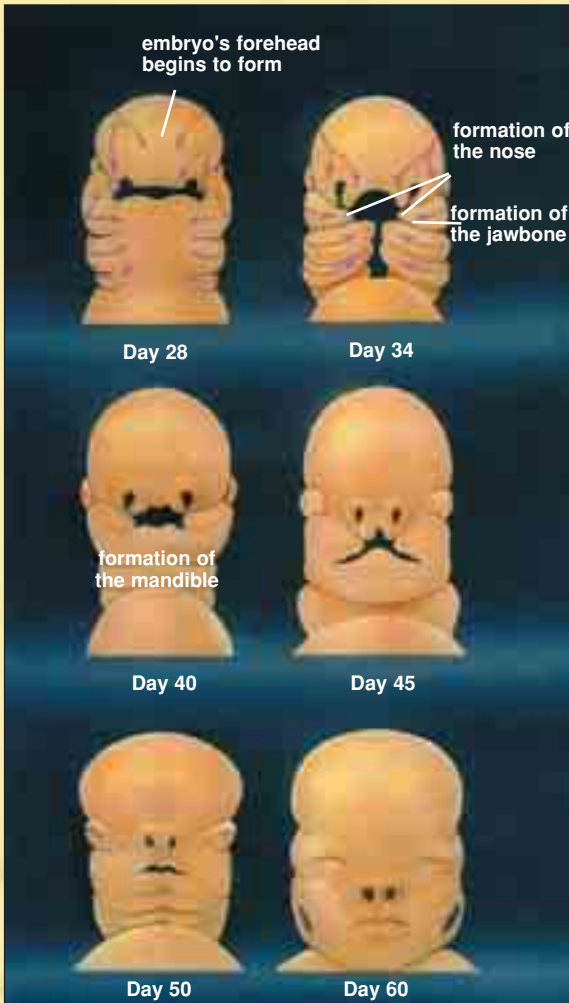 embryo's forehead
begins to form
formation of
the nose
formation of
the jawbone
Day 28
Day 34
formation of
the mandible
Day 40
Day 45
Day 50
Day 60